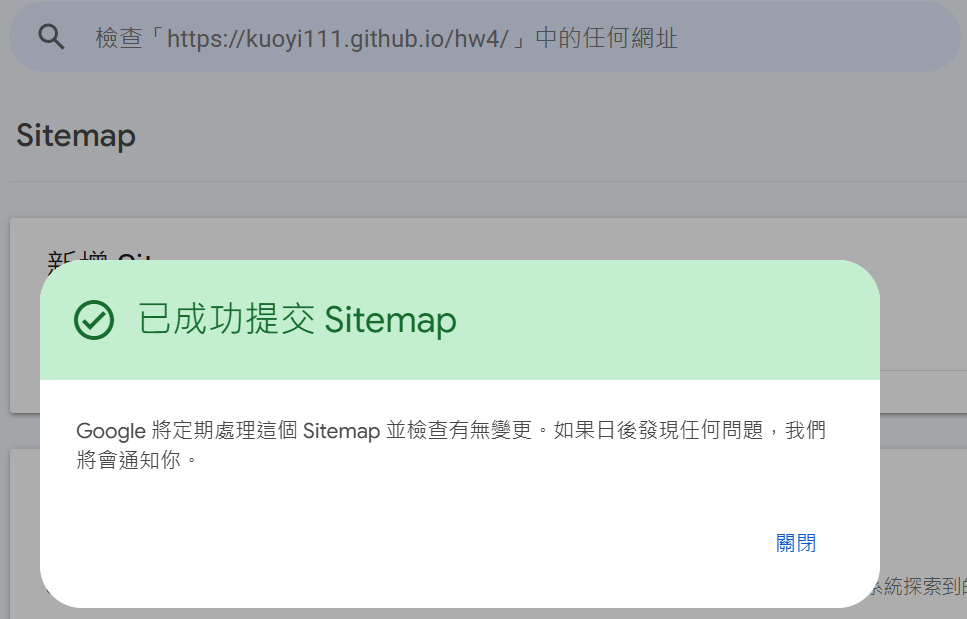 檢查「https://kuoyi111.github.io/hw4/」中的任何網址
Sitemap
新增 Sit
已成功提交 Sitemap
Google 將定期處理這個 Sitemap 並檢查有無變更。如果日後發現任何問題，我們
將會通知你。
關閉
系統探索到的